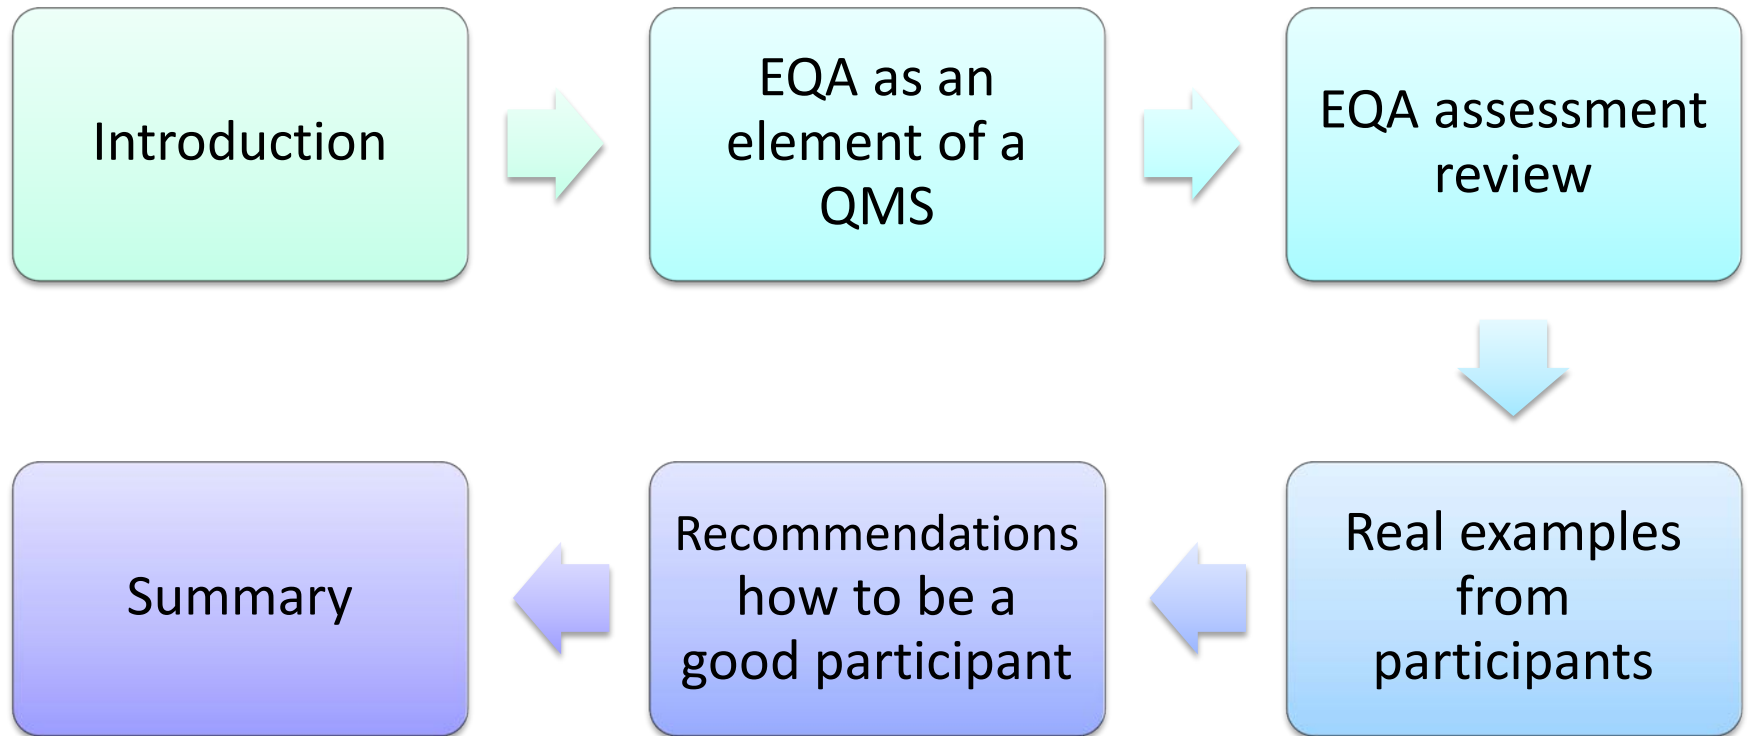 Introduction
EQA as an
element of a
QMS
EQA assessment
review
Real examples
from
participants
Recommendations
how to be a
good participant
Summary